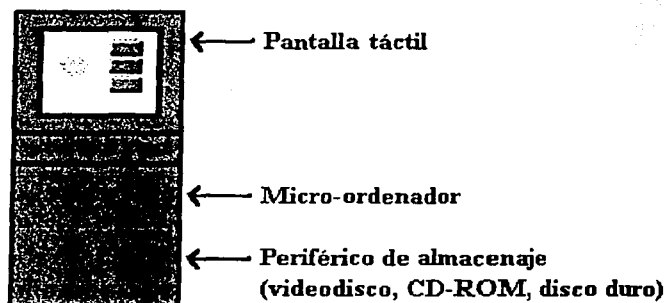 Pantalla táctil
Micro-ordenador
Periférico de almacenaje
(videodisco, CD-ROM, disco duro)